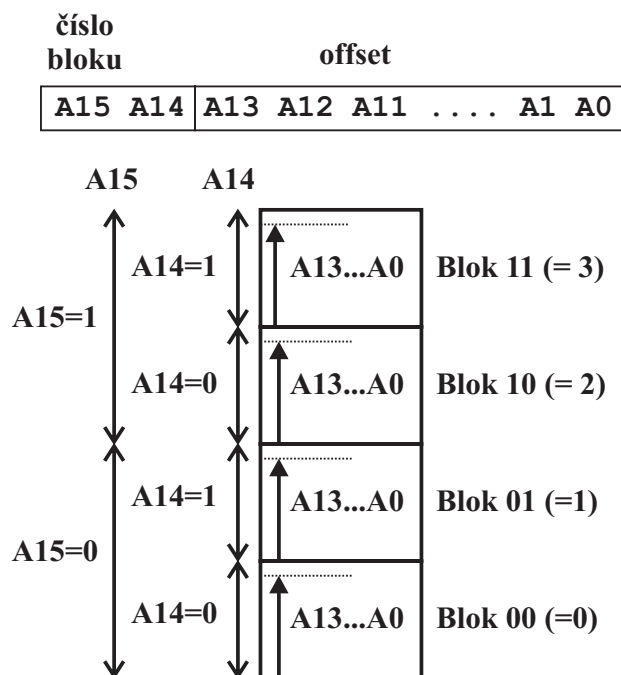 číslo
bloku
offset
A15 A14 A13 A12 A11 .... A1 A0
A15 A14
A14=1 A13...A0 Blok 11 (= 3)
A15=1
A14=0 A13...A0 Blok 10 (= 2)
A14=1 A13...A0 Blok 01 (=1)
A15=0
A14=0 A13...A0 Blok 00 (=0)